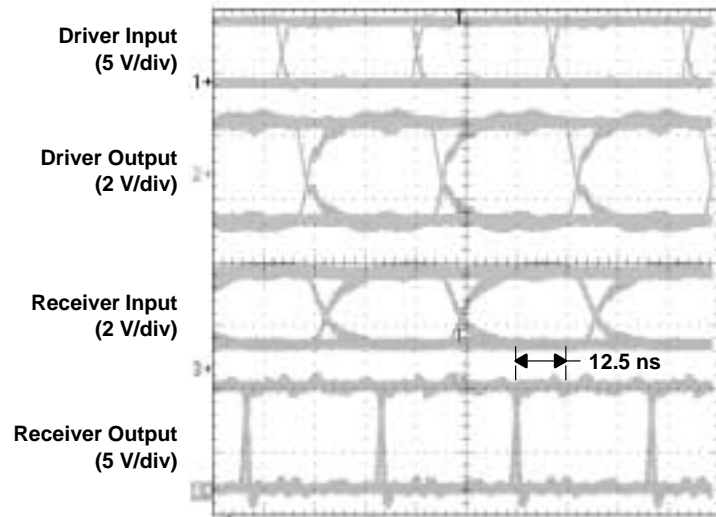 Driver Input
(5 V/div)
1
Driver Output
(2 V/div)
2
Receiver Input
(2 V/div)
12.5 ns
3
Receiver Output
(5 V/div)